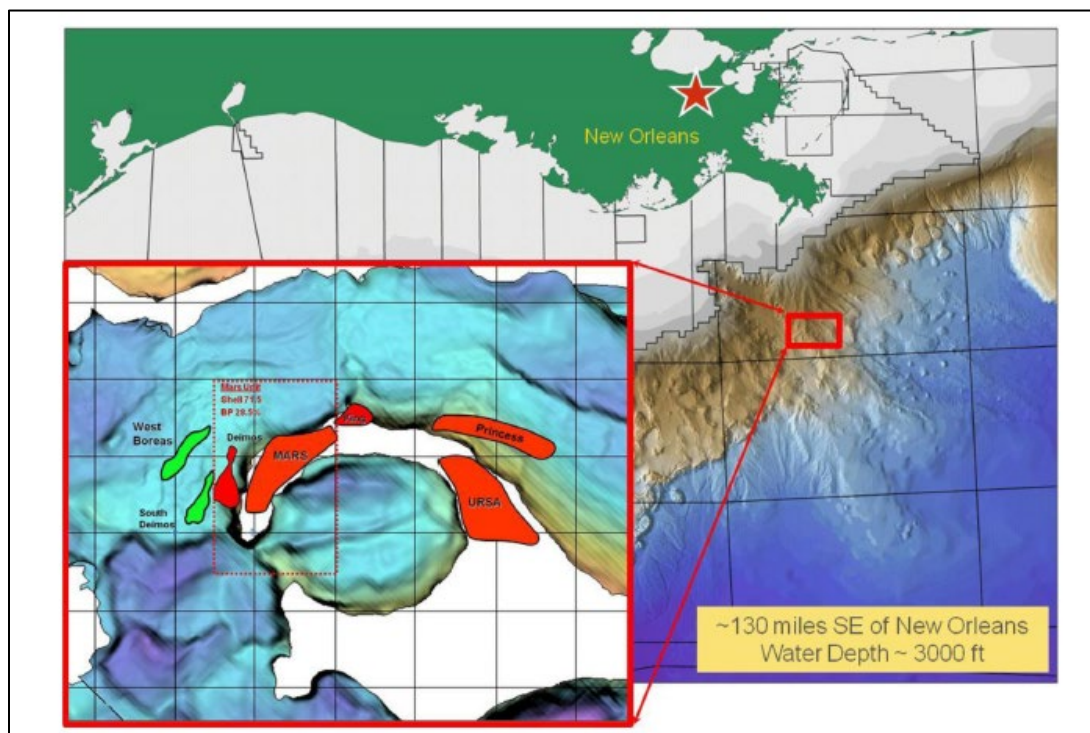 New Orleans
Mars Unit
Shell 71.5
BP 28.5%
West
Boreas
Deimos
MARS
Princess
URSA
South
Deimos
~130 miles SE of New Orleans
Water Depth ~ 3000 ft